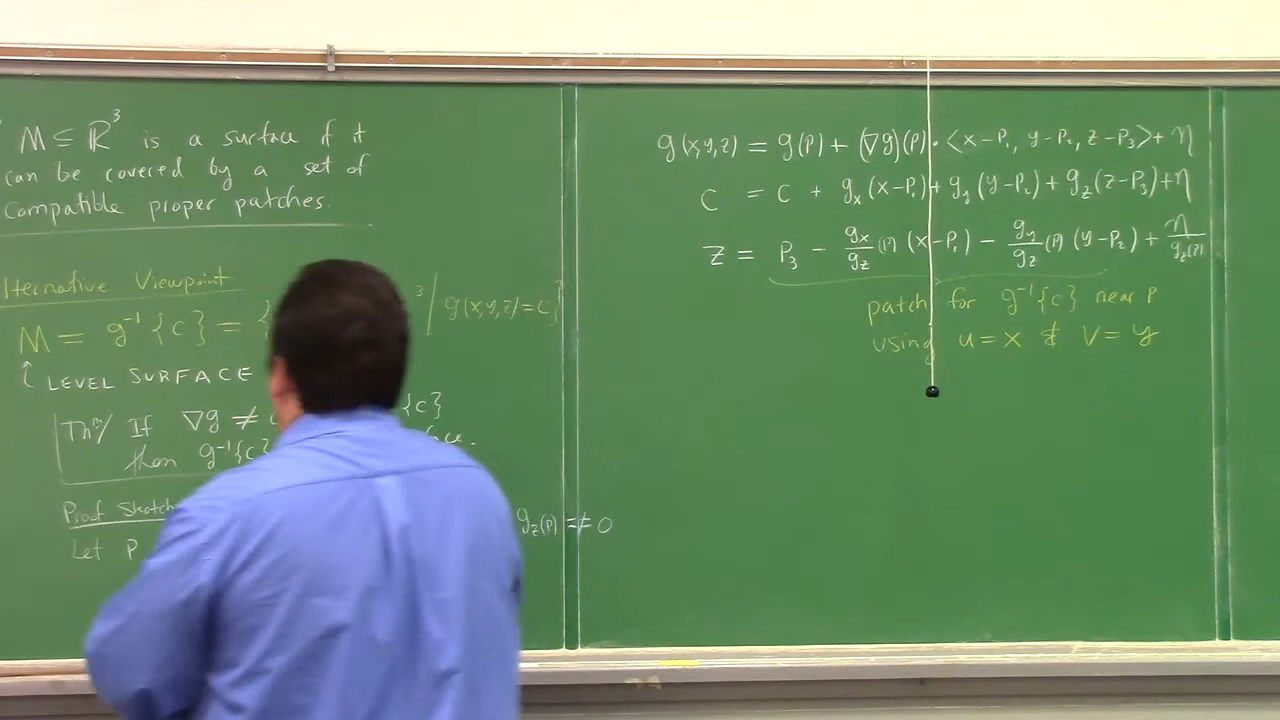 M ⊆ ℝ³ is a surface if it
can be covered by a set of
compatible proper patches.
lternative Viewpoint
M = g⁻¹{c} = { ³ / g(x,y,z)=c}
↑ LEVEL SURFACE
Thᵐ/ If ∇g ≠ {c}
then g⁻¹{c}
Proof Sketch
Let P g_z(P) =≠ 0
g(x,y,z) = g(P) + (∇g)(P)•<x-P₁, y-P₂, z-P₃>+ η
C = C + g_x(x-P₁)+g_y(y-P₂)+g_z(z-P₃)+η
z = P₃ - g_x/g_z (P) (x-P₁) - g_y/g_z (P) (y-P₂) + η/g_z(P)
patch for g⁻¹{c} near P
using u=x & v=y